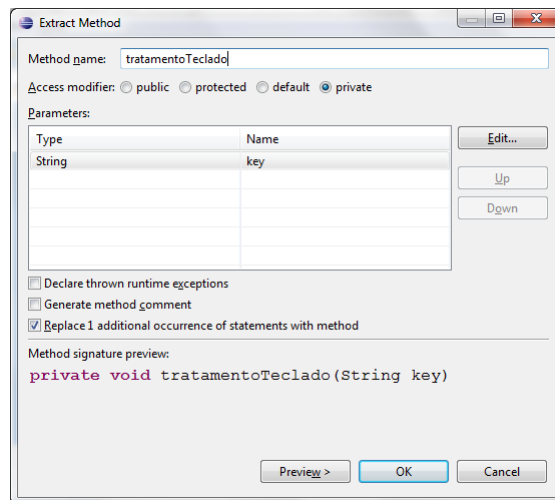 Extract Method
Method name: tratamentoTeclado
Access modifier: public protected default private
Parameters:
Type Name
String key
Edit...
Up
Down
Declare thrown runtime exceptions
Generate method comment
Replace 1 additional occurrence of statements with method
Method signature preview:
private void tratamentoTeclado(String key)
Preview > OK Cancel